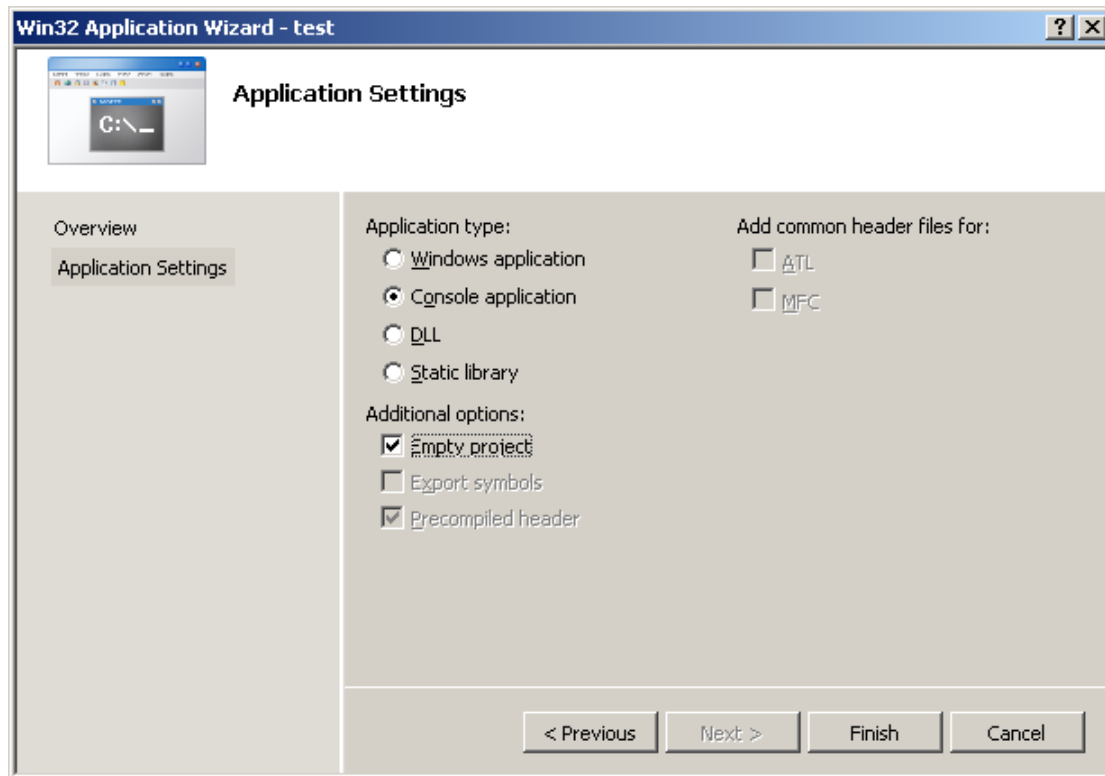 Win32 Application Wizard - test
C:\_
Application Settings
Overview
Application Settings
Application type:
Windows application
Console application
DLL
Static library
Additional options:
Empty project
Export symbols
Precompiled header
Add common header files for:
ATL
MFC
< Previous
Next >
Finish
Cancel